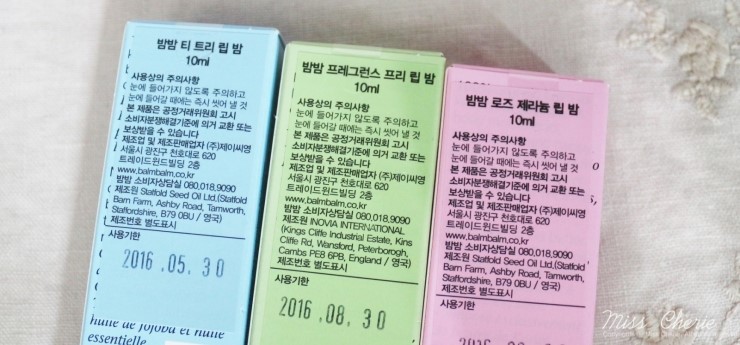 밤밤 티 트리 립 밤
10ml
사용상의 주의사항
눈에 들어가지 않도록 주의하고
눈에 들어갈 때에는 즉시 씻어 낼 것
본 제품은 공정거래위원회 고시
소비자분쟁해결기준에 의거 교환 또는
보상받을 수 있습니다
제조업 및 제조판매업자 (주)제이씨영
서울시 광진구 천호대로 620
트레이드윈드빌딩 2층
www.balmbalm.co.kr
밤밤 소비자상담실 080.018.9090
제조원 Statfold Seed Oil Ltd.(Statfold
Barn Farm, Ashby Road, Tamworth,
Staffordshire, B79 0BU / 영국)
제조번호 별도표시
사용기한
2016.05.30
huile de jojoba et huile
essentielle
밤밤 프레그런스 프리 립 밤
10ml
사용상의 주의사항
눈에 들어가지 않도록 주의하고
눈에 들어갈 때에는 즉시 씻어 낼 것
본 제품은 공정거래위원회 고시
소비자분쟁해결기준에 의거 교환 또는
보상받을 수 있습니다
제조업 및 제조판매업자 (주)제이씨영
서울시 광진구 천호대로 620
트레이드윈드빌딩 2층
www.balmbalm.co.kr
밤밤 소비자상담실 080.018.9090
제조원 INOVIA INTERNATIONAL
(Kings Cliffe Industrial Estate, Kins
Cliffe Rd, Wansford, Peterborogh,
Cambs PE8 6PB, England / 영국)
제조번호 별도표시
사용기한
2016.08.30
밤밤 로즈 제라늄 립 밤
10ml
사용상의 주의사항
눈에 들어가지 않도록 주의하고
눈에 들어갈 때에는 즉시 씻어 낼 것
본 제품은 공정거래위원회 고시
소비자분쟁해결기준에 의거 교환 또는
보상받을 수 있습니다
제조업 및 제조판매업자 (주)제이씨영
서울시 광진구 천호대로 620
트레이드윈드빌딩 2층
www.balmbalm.co.kr
밤밤 소비자상담실 080.018.9090
제조원 Statfold Seed Oil Ltd.(Statfold
Barn Farm, Ashby Road, Tamworth,
Staffordshire, B79 0BU / 영국)
제조번호 별도표시
사용기한
Miss Cherie